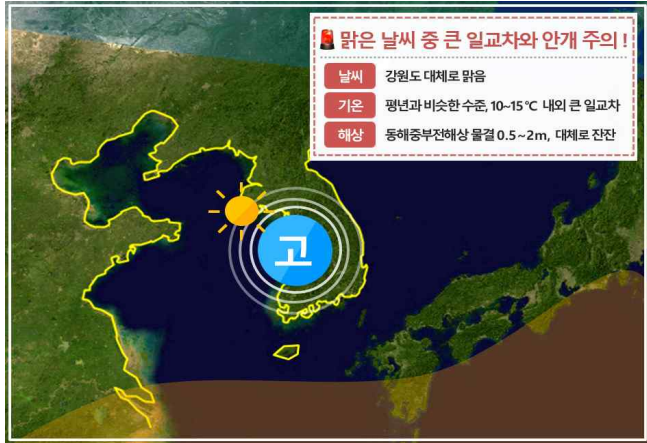 맑은 날씨 중 큰 일교차와 안개 주의 !
날씨 강원도 대체로 맑음
기온 평년과 비슷한 수준, 10~15℃ 내외 큰 일교차
해상 동해중부전해상 물결 0.5~2m, 대체로 잔잔
고